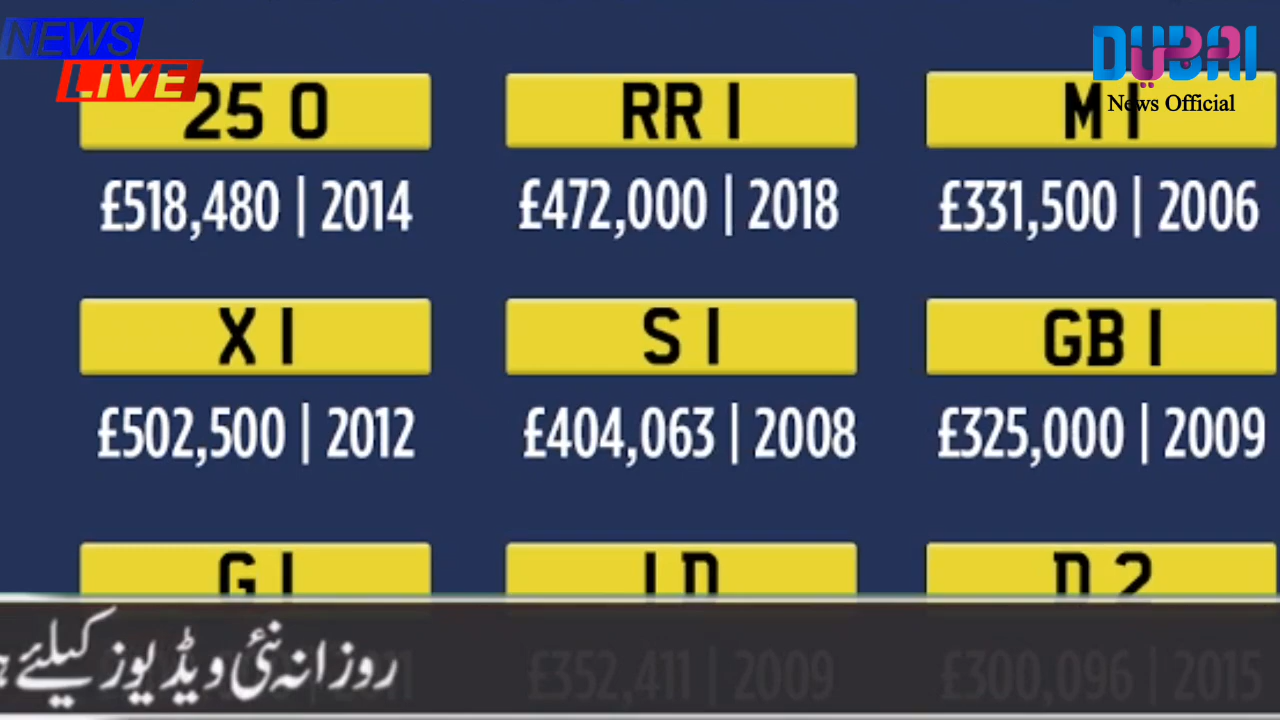 NEWS
LIVE
DUBAI
News Official
25 O
RR 1
M 1
£518,480 | 2014
£472,000 | 2018
£331,500 | 2006
X 1
S 1
GB 1
£502,500 | 2012
£404,063 | 2008
£325,000 | 2009
G 1
1 D
D 2
روزانہ نئی ویڈیوز کیلئے
£352,411 | 2009
£300,096 | 2015